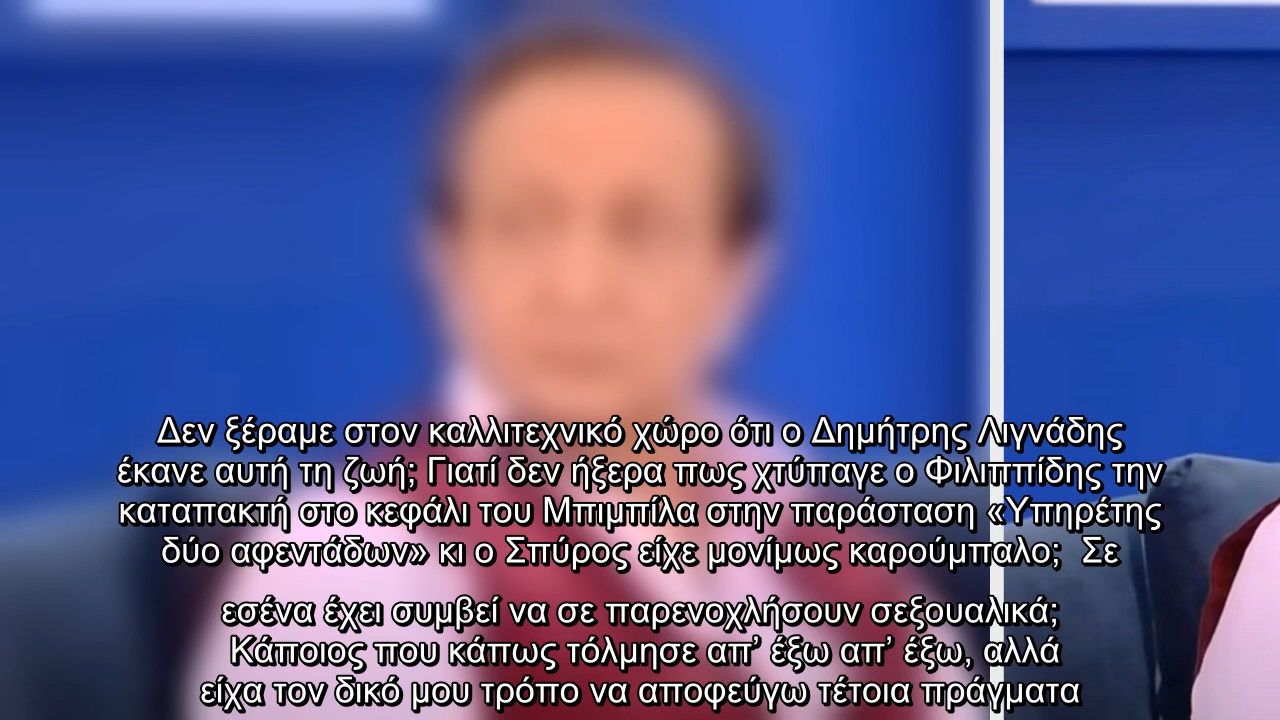 Δεν ξέραμε στον καλλιτεχνικό χώρο ότι ο Δημήτρης Λιγνάδης
έκανε αυτή τη ζωή; Γιατί δεν ήξερα πως χτύπαγε ο Φιλιππίδης την
καταπακτή στο κεφάλι του Μπιμπίλα στην παράσταση «Υπηρέτης
δύο αφεντάδων» κι ο Σπύρος είχε μονίμως καρούμπαλο; Σε
εσένα έχει συμβεί να σε παρενοχλήσουν σεξουαλικά;
Κάποιος που κάπως τόλμησε απ’ έξω απ’ έξω, αλλά
είχα τον δικό μου τρόπο να αποφεύγω τέτοια πράγματα